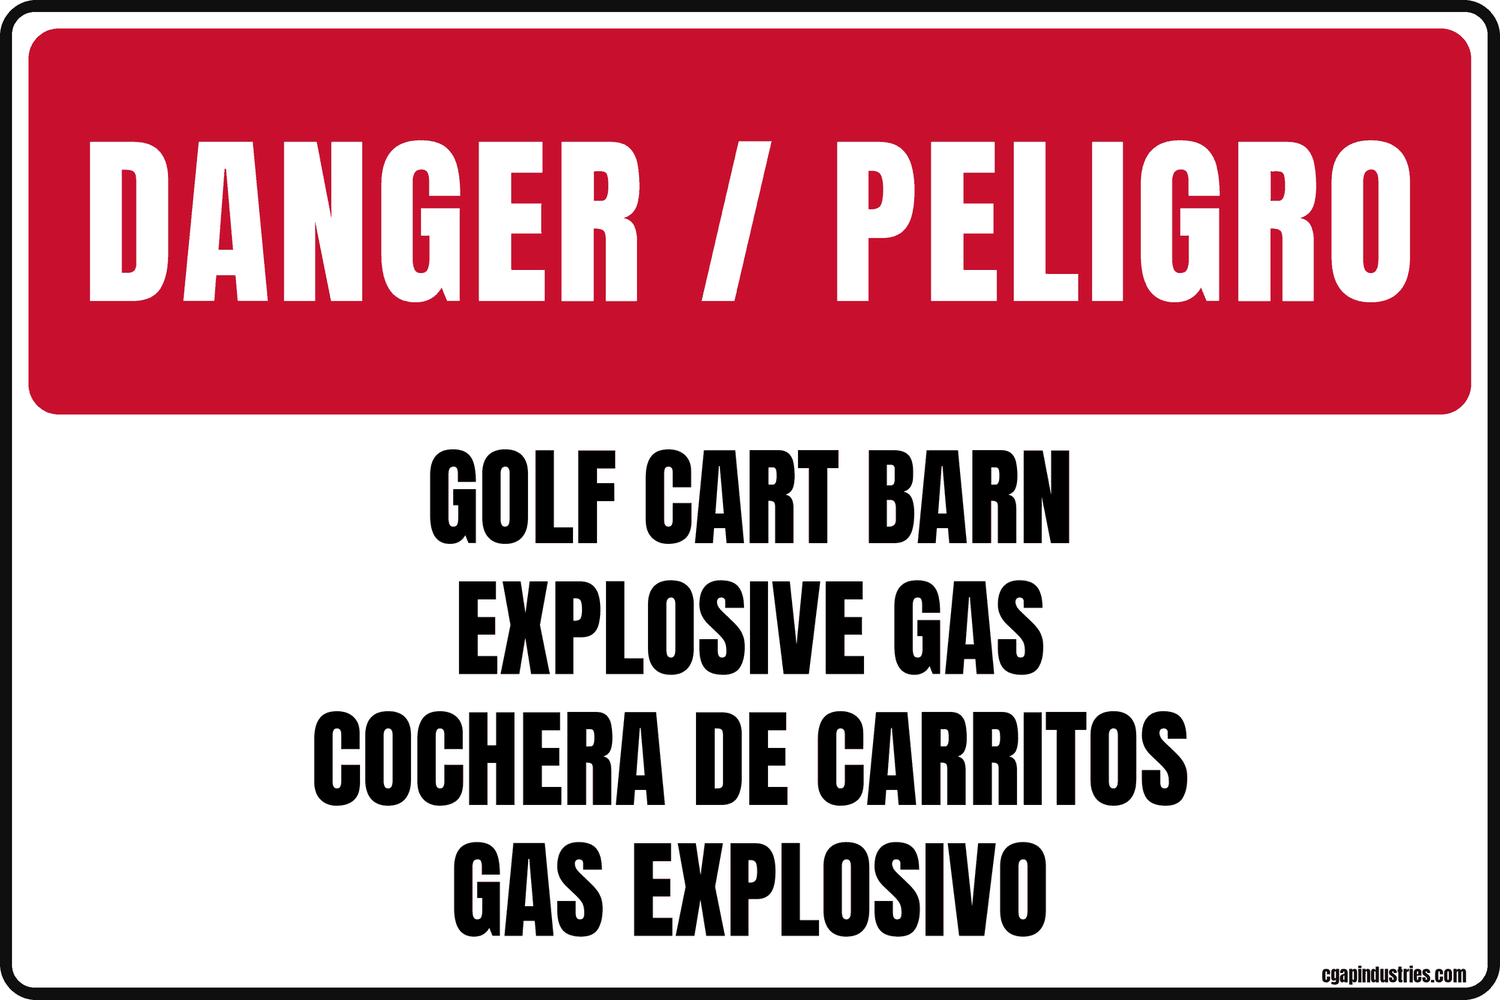 DANGER / PELIGRO
GOLF CART BARN
EXPLOSIVE GAS
COCHERA DE CARRITOS
GAS EXPLOSIVO
cgapindustries.com